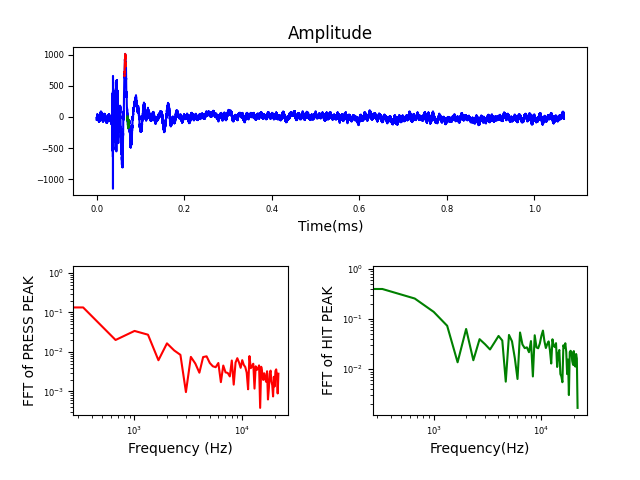 Amplitude
1000
500
0
−500
−1000
0.0 0.2 0.4 0.6 0.8 1.0
Time(ms)
FFT of PRESS PEAK
10⁰
10⁻¹
10⁻²
10⁻³
10³ 10⁴
Frequency (Hz)
FFT of HIT PEAK
10⁰
10⁻¹
10⁻²
10³ 10⁴
Frequency(Hz)